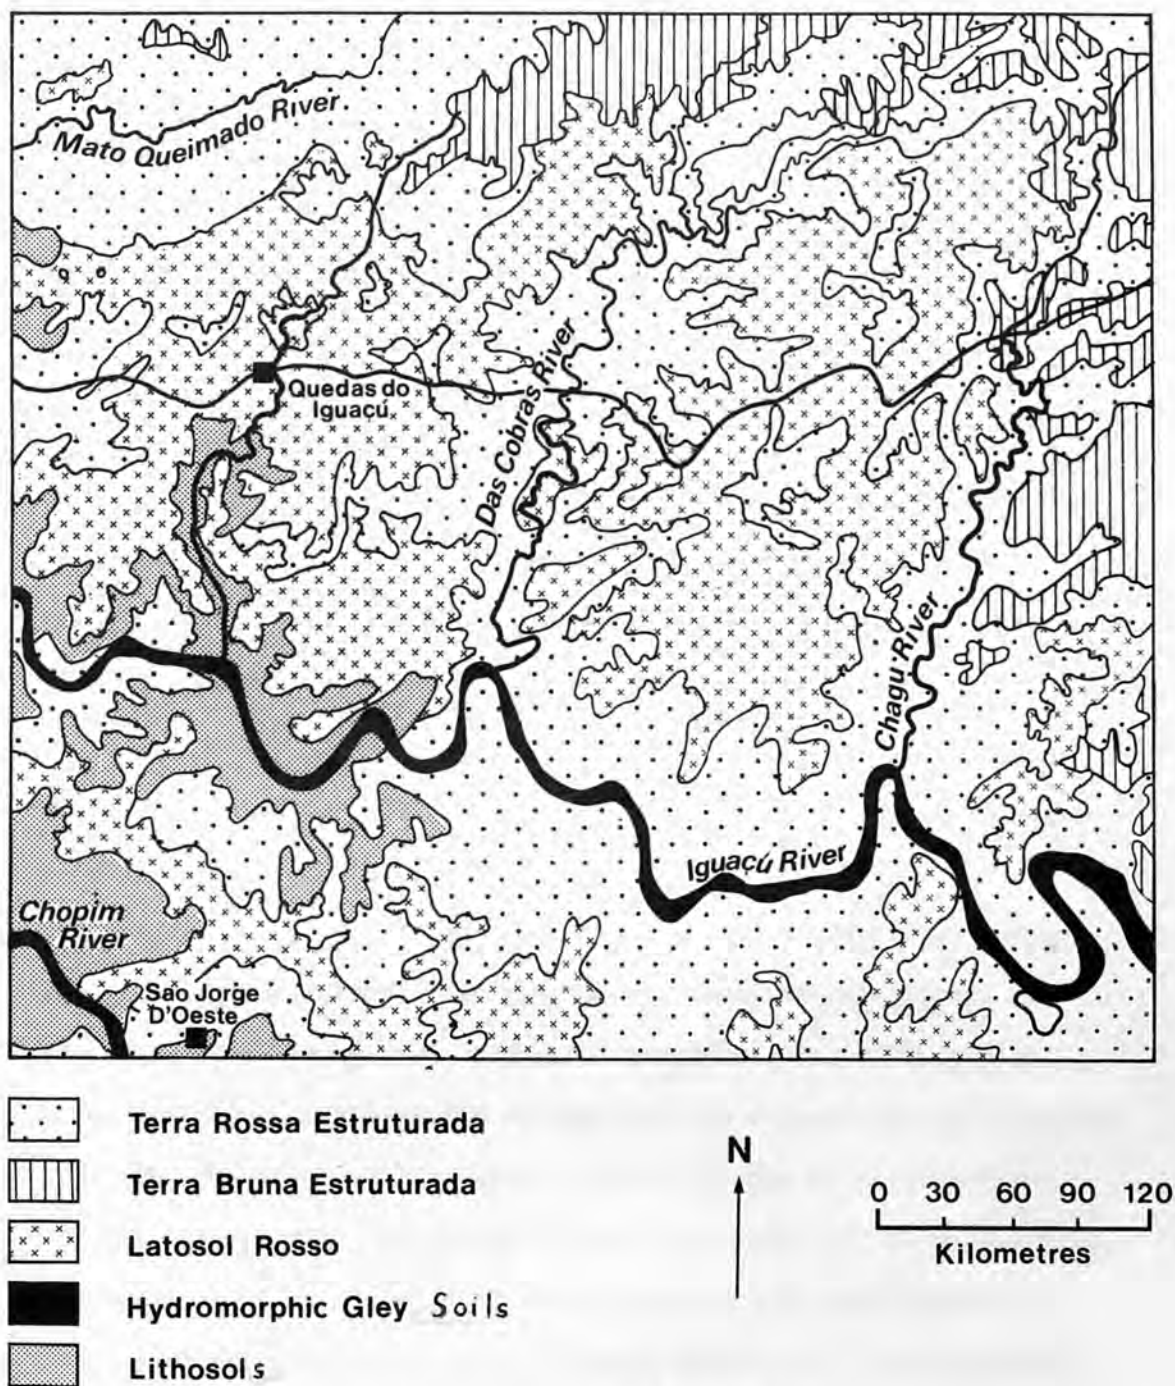 Mato Queimado River
Quedas do
Iguaçú
Das Cobras River
Chagu River
Iguaçú River
Chopim
River
Sao Jorge
D'Oeste
Terra Rossa Estruturada
Terra Bruna Estruturada
Latosol Rosso
Hydromorphic Gley Soils
Lithosols
N
0 30 60 90 120
Kilometres